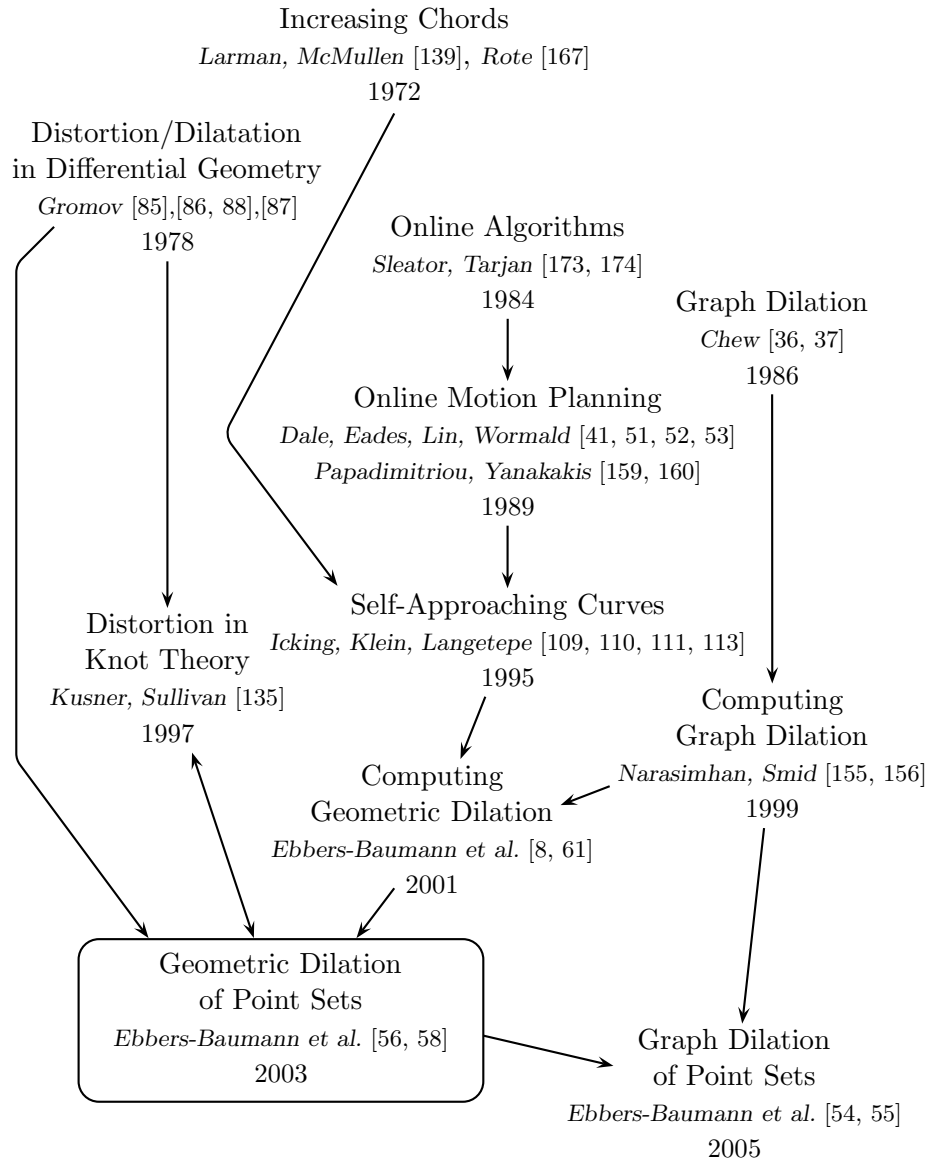 Increasing Chords
Larman, McMullen [139], Rote [167]
1972
Distortion/Dilatation
in Differential Geometry
Gromov [85],[86, 88],[87]
1978
Online Algorithms
Sleator, Tarjan [173, 174]
1984
Graph Dilation
Chew [36, 37]
1986
Online Motion Planning
Dale, Eades, Lin, Wormald [41, 51, 52, 53]
Papadimitriou, Yanakakis [159, 160]
1989
Self-Approaching Curves
Icking, Klein, Langetepe [109, 110, 111, 113]
1995
Distortion in
Knot Theory
Kusner, Sullivan [135]
1997
Computing
Graph Dilation
Narasimhan, Smid [155, 156]
1999
Computing
Geometric Dilation
Ebbers-Baumann et al. [8, 61]
2001
Geometric Dilation
of Point Sets
Ebbers-Baumann et al. [56, 58]
2003
Graph Dilation
of Point Sets
Ebbers-Baumann et al. [54, 55]
2005